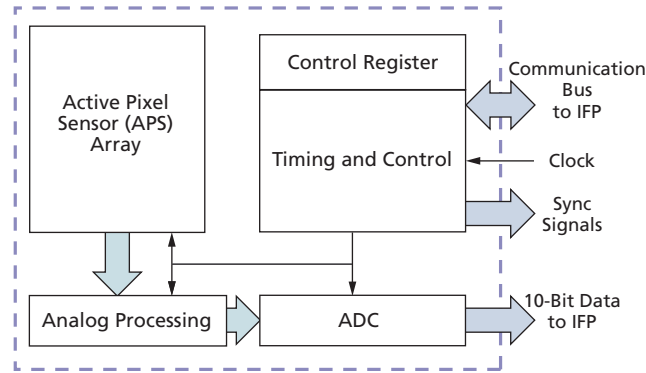 Active Pixel
Sensor (APS)
Array
Control Register
Timing and Control
Communication
Bus
to IFP
Clock
Sync
Signals
Analog Processing
ADC
10-Bit Data
to IFP